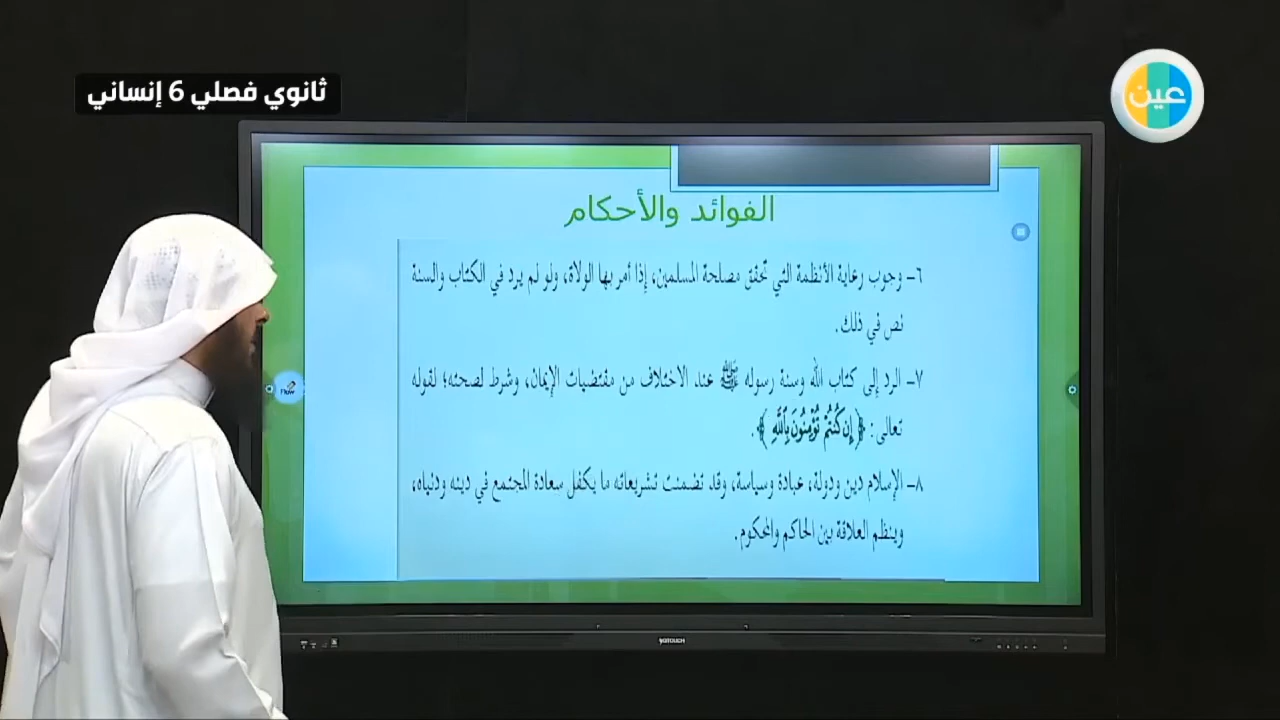 ثانوي فصلي 6 إنساني
عين
الفوائد والأحكام
٦- وجوب رعاية الأنظمة التي تحقق مصلحة المسلمين، إذا أمر بها الولاة، ولو لم يرد في الكتاب والسنة
نص في ذلك.
٧- الرد إلى كتاب الله وسنة رسوله ﷺ عند الاختلاف من مقتضيات الإيمان، وشرط لصحته؛ لقوله
تعالى: ﴿إِن كُنتُمْ تُؤْمِنُونَ بِٱللَّهِ﴾.
٨- الإسلام دين ودولة، عبادة وسياسة، وقد تضمنت تشريعاته ما يكفل سعادة المجتمع في دينه ودنياه،
وينظم العلاقة بين الحاكم والمحكوم.